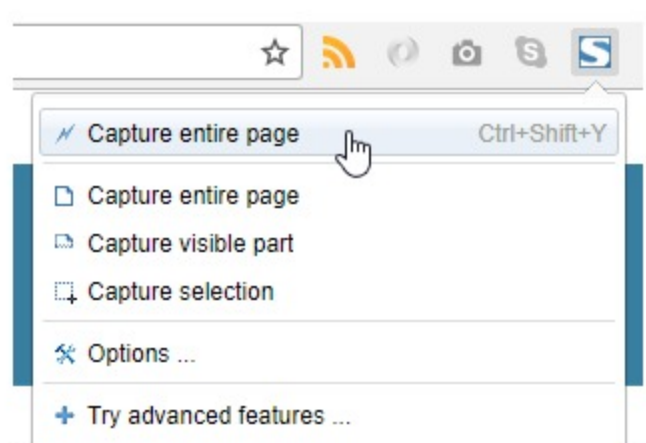 S
Capture entire page Ctrl+Shift+Y
Capture entire page
Capture visible part
Capture selection
Options ...
Try advanced features ...